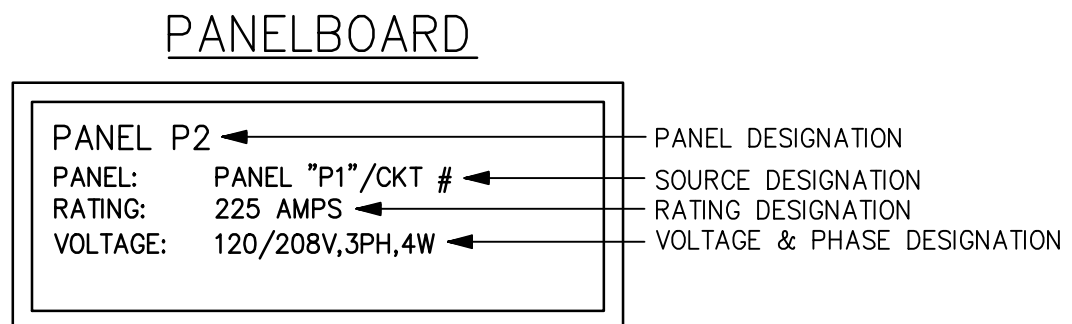 PANELBOARD
PANEL P2 PANEL DESIGNATION
PANEL: PANEL "P1"/CKT # SOURCE DESIGNATION
RATING: 225 AMPS RATING DESIGNATION
VOLTAGE: 120/208V,3PH,4W VOLTAGE & PHASE DESIGNATION